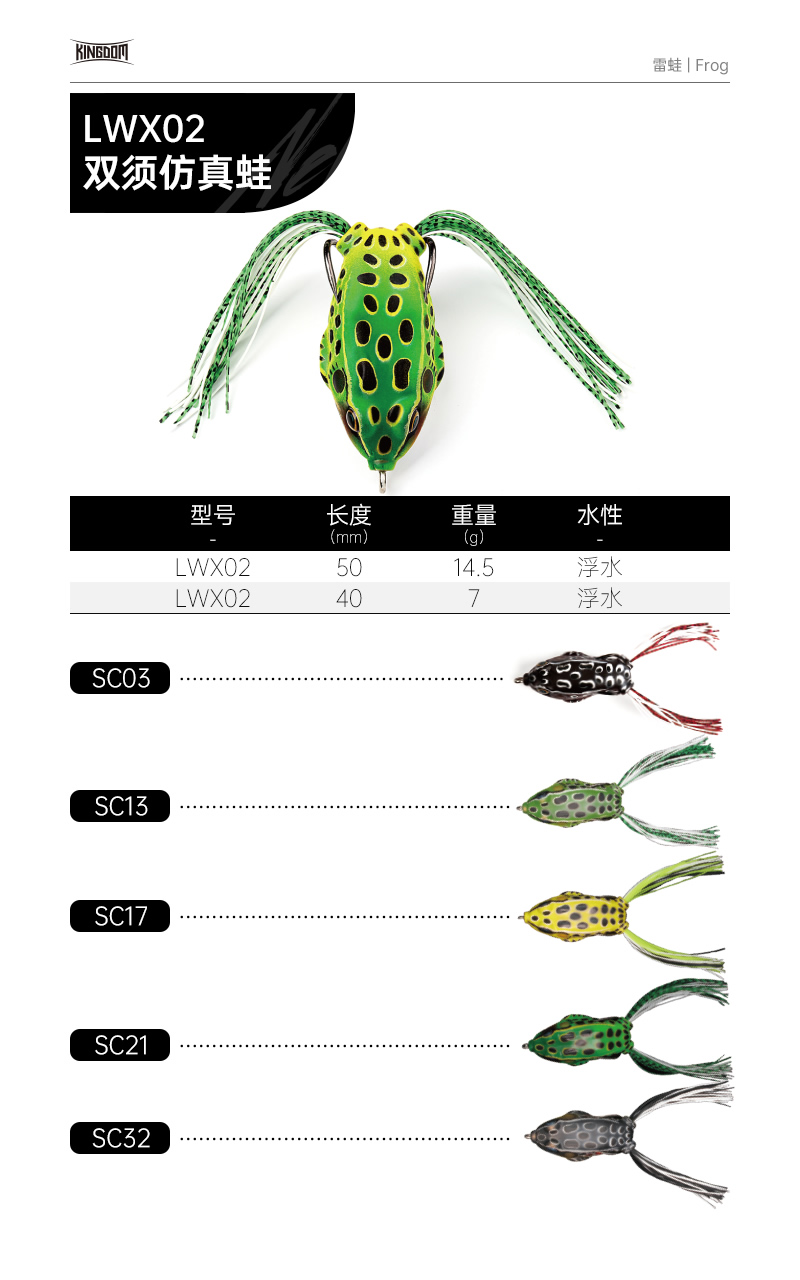 KINGDOM
雷蛙 | Frog
LWX02
双须仿真蛙
型号 长度 重量 水性
- (mm) (g) -
LWX02 50 14.5 浮水
LWX02 40 7 浮水
SC03
SC13
SC17
SC21
SC32